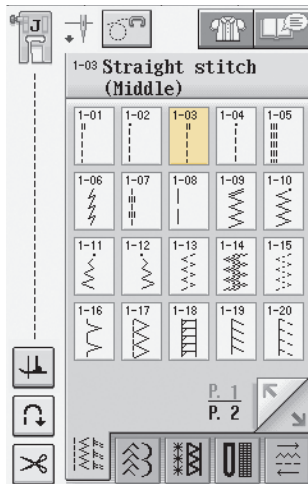 J
1-03 Straight stitch
(Middle)
1-01 1-02 1-03 1-04 1-05
1-06 1-07 1-08 1-09 1-10
1-11 1-12 1-13 1-14 1-15
1-16 1-17 1-18 1-19 1-20
P. 1
P. 2